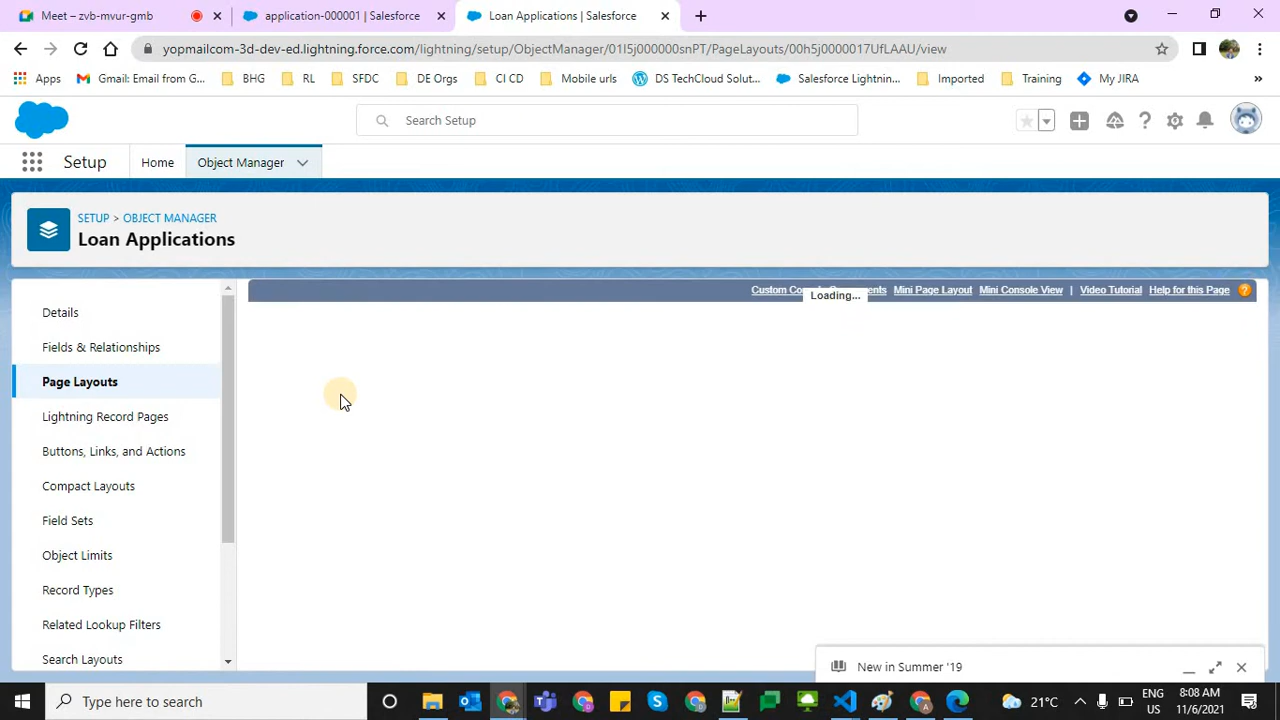 Meet – zvb-mvur-gmb
application-000001 | Salesforce
Loan Applications | Salesforce
yopmailcom-3d-dev-ed.lightning.force.com/lightning/setup/ObjectManager/01I5j000000snPT/PageLayouts/00h5j0000017UfLAAU/view
Apps
Gmail: Email from G...
BHG
RL
SFDC
DE Orgs
CI CD
Mobile urls
DS TechCloud Solut...
Salesforce Lightnin...
Imported
Training
My JIRA
»
Search Setup
Setup
Home
Object Manager
SETUP > OBJECT MANAGER
Loan Applications
Details
Fields & Relationships
Page Layouts
Lightning Record Pages
Buttons, Links, and Actions
Compact Layouts
Field Sets
Object Limits
Record Types
Related Lookup Filters
Search Layouts
Mini Page Layout
Mini Console View
|
Video Tutorial
Help for this Page
Loading...
New in Summer '19
Type here to search
21°C
ENG
US
8:08 AM
11/6/2021